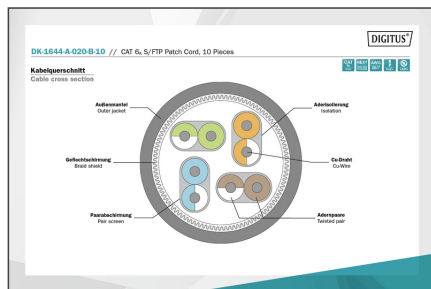 DIGITUS®
DK-1644-A-020-B-10 // CAT 6A S/FTP Patch Cord, 10 Pieces
Kabelquerschnitt
Cable cross section
Außenmantel
Outer jacket
Aderisolierung
Isolation
Geflechtschirmung
Braid shield
Cu-Draht
Cu-Wire
Paarabschirmung
Pair screen
Adernpaare
Twisted pair